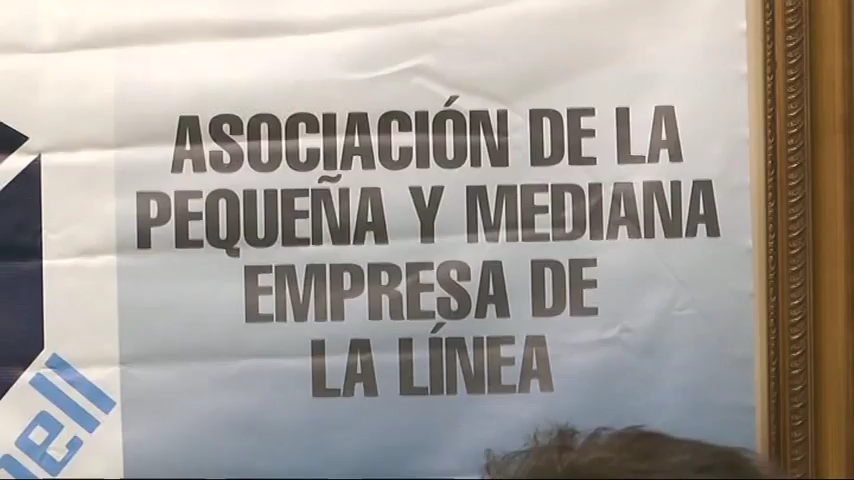 ASOCIACIÓN DE LA
PEQUEÑA Y MEDIANA
EMPRESA DE
LA LÍNEA